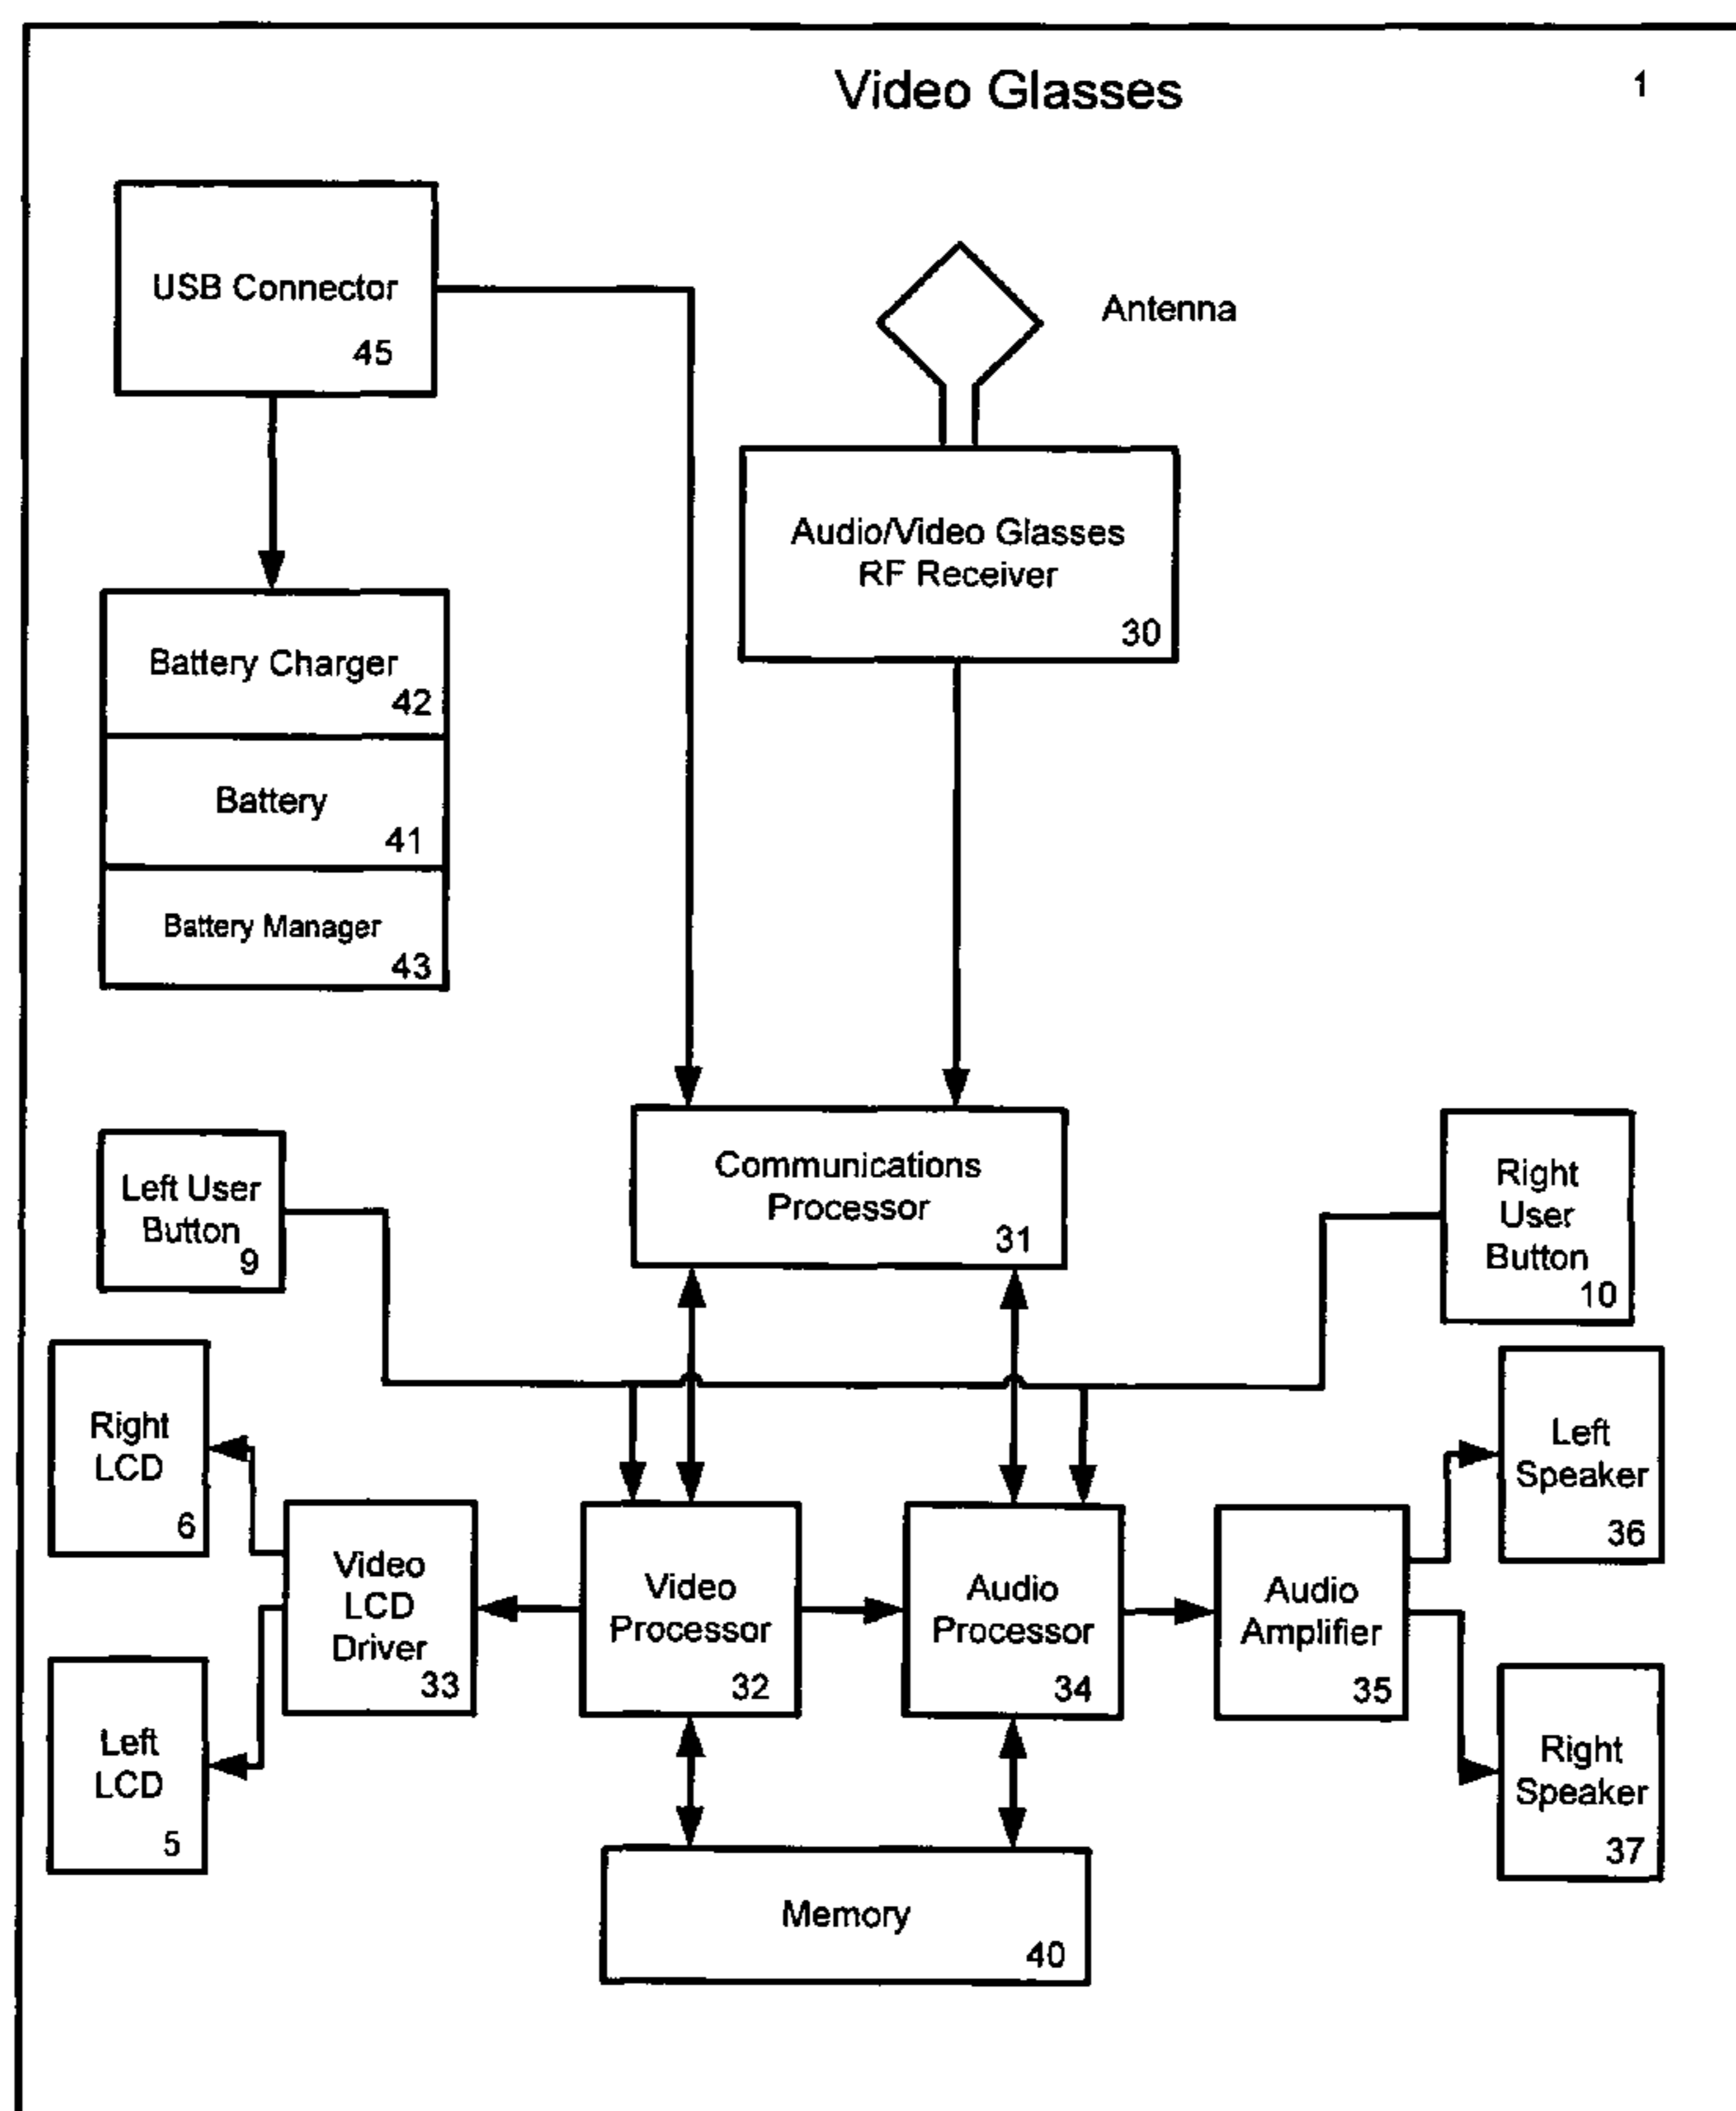 Video Glasses
1
USB Connector
45
Antenna
Audio/Video Glasses
RF Receiver
30
Battery Charger
42
Battery
41
Battery Manager
43
Communications
Processor
31
Left User
Button
9
Right
User
Button
10
Right
LCD
6
Left
LCD
5
Video
LCD
Driver
33
Video
Processor
32
Audio
Processor
34
Audio
Amplifier
35
Left
Speaker
36
Right
Speaker
37
Memory
40